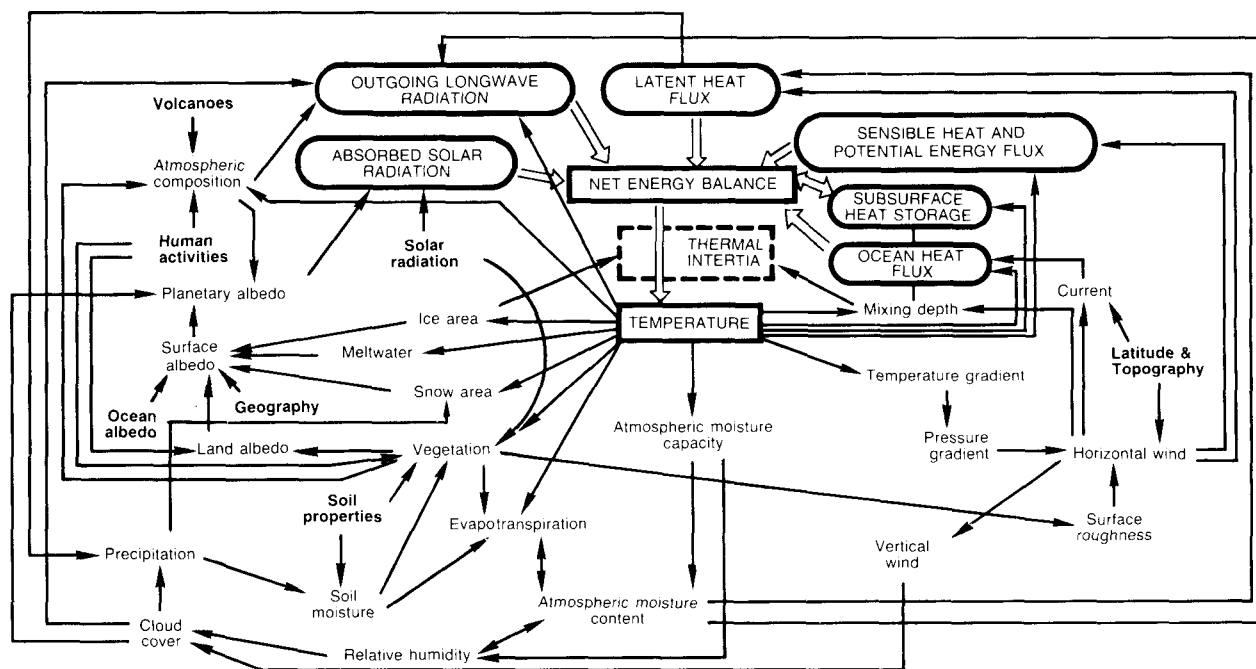 OUTGOING LONGWAVE
RADIATION
LATENT HEAT
FLUX
Volcanoes
SENSIBLE HEAT AND
POTENTIAL ENERGY FLUX
ABSORBED SOLAR
RADIATION
Atmospheric
composition
NET ENERGY BALANCE
SUBSURFACE
HEAT STORAGE
Human
activities
Solar
radiation
THERMAL
INERTIA
OCEAN HEAT
FLUX
Planetary albedo
Current
Ice area
TEMPERATURE
Mixing depth
Surface
albedo
Meltwater
Latitude &
Topography
Temperature gradient
Snow area
Geography
Ocean
albedo
Atmospheric moisture
capacity
Land albedo
Vegetation
Pressure
gradient
Horizontal wind
Soil
properties
Evapotranspiration
Surface
roughness
Precipitation
Vertical
wind
Soil
moisture
Atmospheric moisture
content
Cloud
cover
Relative humidity